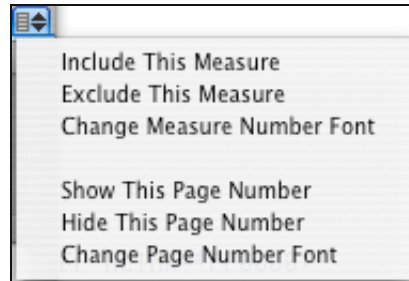 Include This Measure
Exclude This Measure
Change Measure Number Font
Show This Page Number
Hide This Page Number
Change Page Number Font